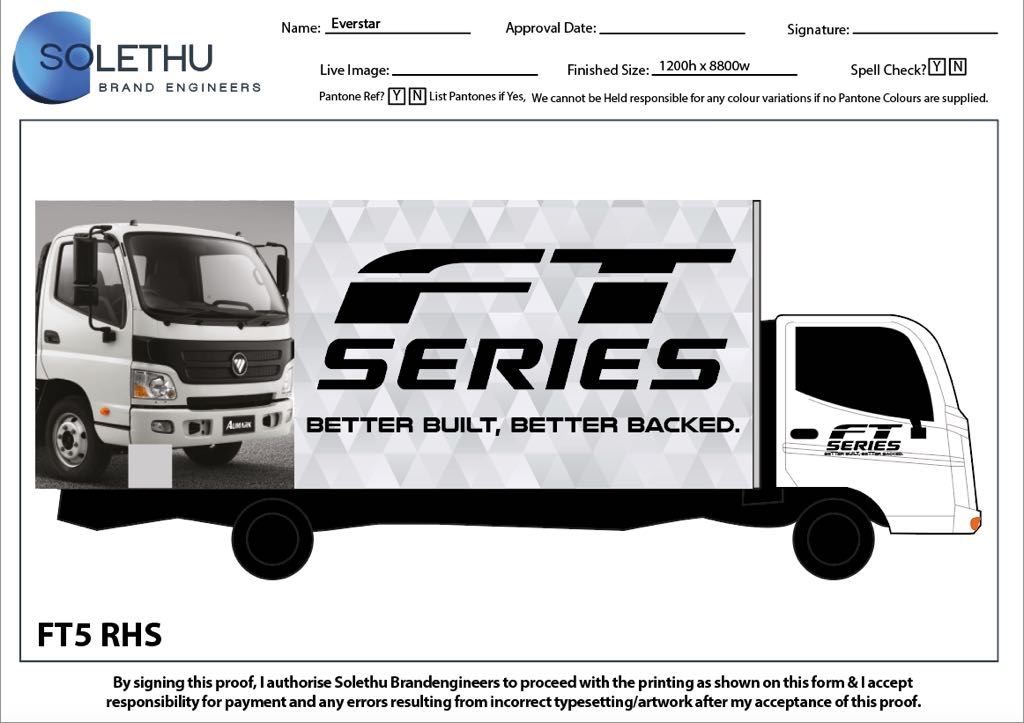 SOLETHU
BRAND ENGINEERS
Name: Everstar
Approval Date:
Signature:
Live Image:
Finished Size: 1200h x 8800w
Spell Check? Y N
Pantone Ref? Y N List Pantones if Yes, We cannot be Held responsible for any colour variations if no Pantone Colours are supplied.
FT
SERIES
BETTER BUILT, BETTER BACKED.
AUMARK
FT
SERIES
BETTER BUILT, BETTER BACKED.
FT5 RHS
By signing this proof, I authorise Solethu Brandengineers to proceed with the printing as shown on this form & I accept
responsibility for payment and any errors resulting from incorrect typesetting/artwork after my acceptance of this proof.